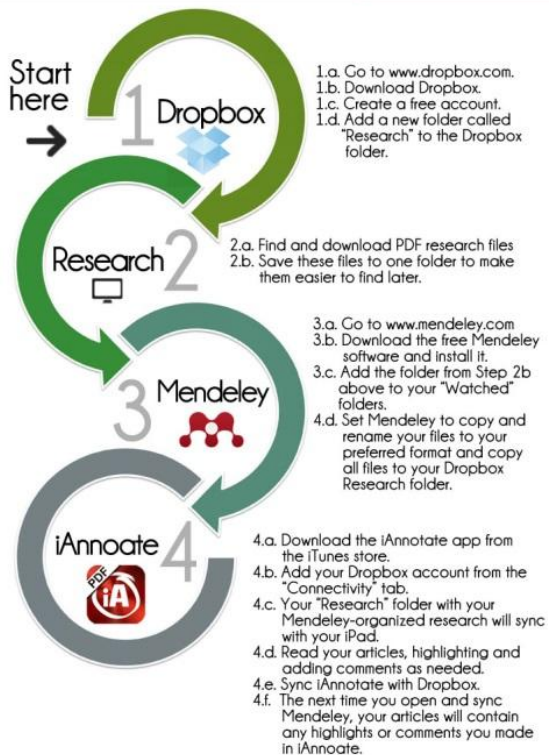 Start
here
1
Dropbox
1.a. Go to www.dropbox.com.
1.b. Download Dropbox.
1.c. Create a free account.
1.d. Add a new folder called
"Research" to the Dropbox
folder.
Research
2
2.a. Find and download PDF research files
2.b. Save these files to one folder to make
them easier to find later.
3
Mendeley
3.a. Go to www.mendeley.com
3.b. Download the free Mendeley
software and install it.
3.c. Add the folder from Step 2b
above to your "Watched"
folders.
4.d. Set Mendeley to copy and
rename your files to your
preferred format and copy
all files to your Dropbox
Research folder.
iAnnoate
4
PDF
iA
4.a. Download the iAnnotate app from
the iTunes store.
4.b. Add your Dropbox account from the
"Connectivity" tab.
4.c. Your "Research" folder with your
Mendeley-organized research will sync
with your iPad.
4.d. Read your articles, highlighting and
adding comments as needed.
4.e. Sync iAnnotate with Dropbox.
4.f. The next time you open and sync
Mendeley, your articles will contain
any highlights or comments you made
in iAnnoate.